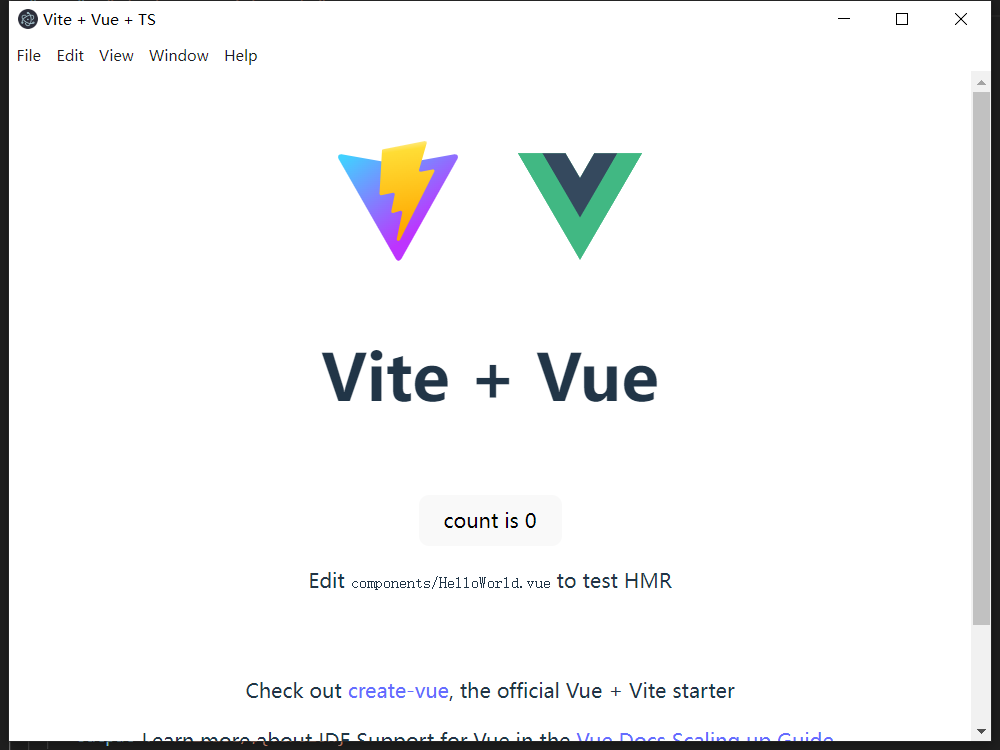 Vite + Vue + TS
File Edit View Window Help
Vite + Vue
count is 0
Edit components/HelloWorld.vue to test HMR
Check out create-vue, the official Vue + Vite starter
Learn more about IDE Support for Vue in the Vue Docs Scaling up Guide